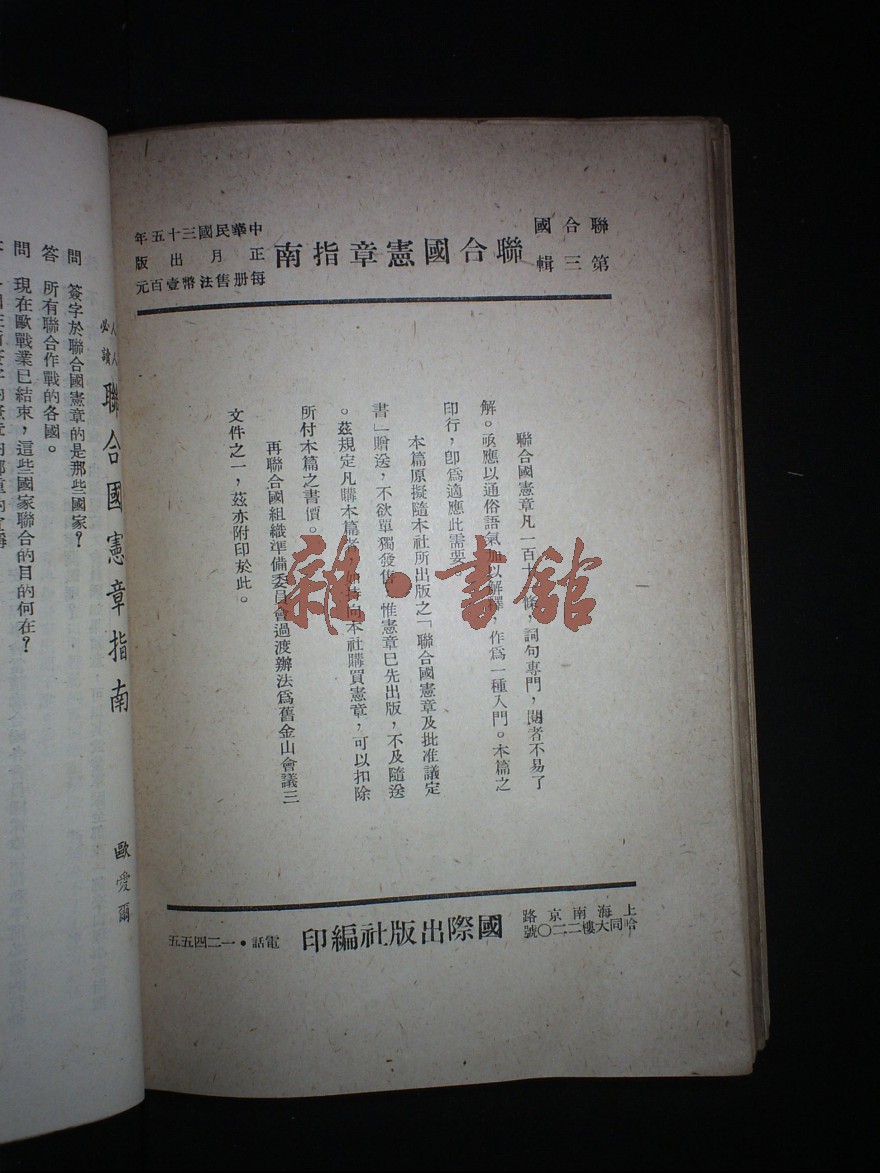 聯合國
第三輯
聯合國憲章指南
中華民國三十五年
正月出版
每册售法幣壹百元
聯合國憲章凡一百十條，詞句專門，閱者不易了
解。亟應以通俗語氣加以解釋，作爲一種入門。本篇之
印行，卽爲適應此需要
本篇原擬隨本社所出版之「聯合國憲章及批准議定
書」贈送，不欲單獨發售 惟憲章已先出版，不及隨送
。茲規定凡購本篇者 持向本社購買憲章，可以扣除
所付本篇之書價。
再聯合國組織準備委員會過渡辦法爲舊金山會議三
文件之一，茲亦附印於此。
上海南京路
哈同大樓二二〇號
國際出版社編印
電話·一二四五五
雜·書館
人人
必讀
聯合國憲章指南
歐愛爾
問 簽字於聯合國憲章的是那些國家？
答 所有聯合作戰的各國。
問 現在歐戰業已結束，這些國家聯合的目的何在？